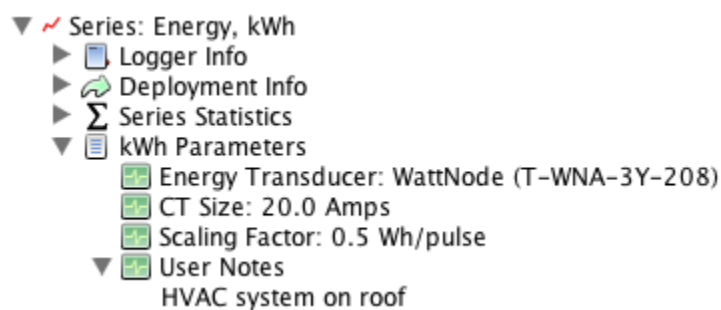 Series: Energy, kWh
Logger Info
Deployment Info
Σ Series Statistics
kWh Parameters
Energy Transducer: WattNode (T-WNA-3Y-208)
CT Size: 20.0 Amps
Scaling Factor: 0.5 Wh/pulse
User Notes
HVAC system on roof